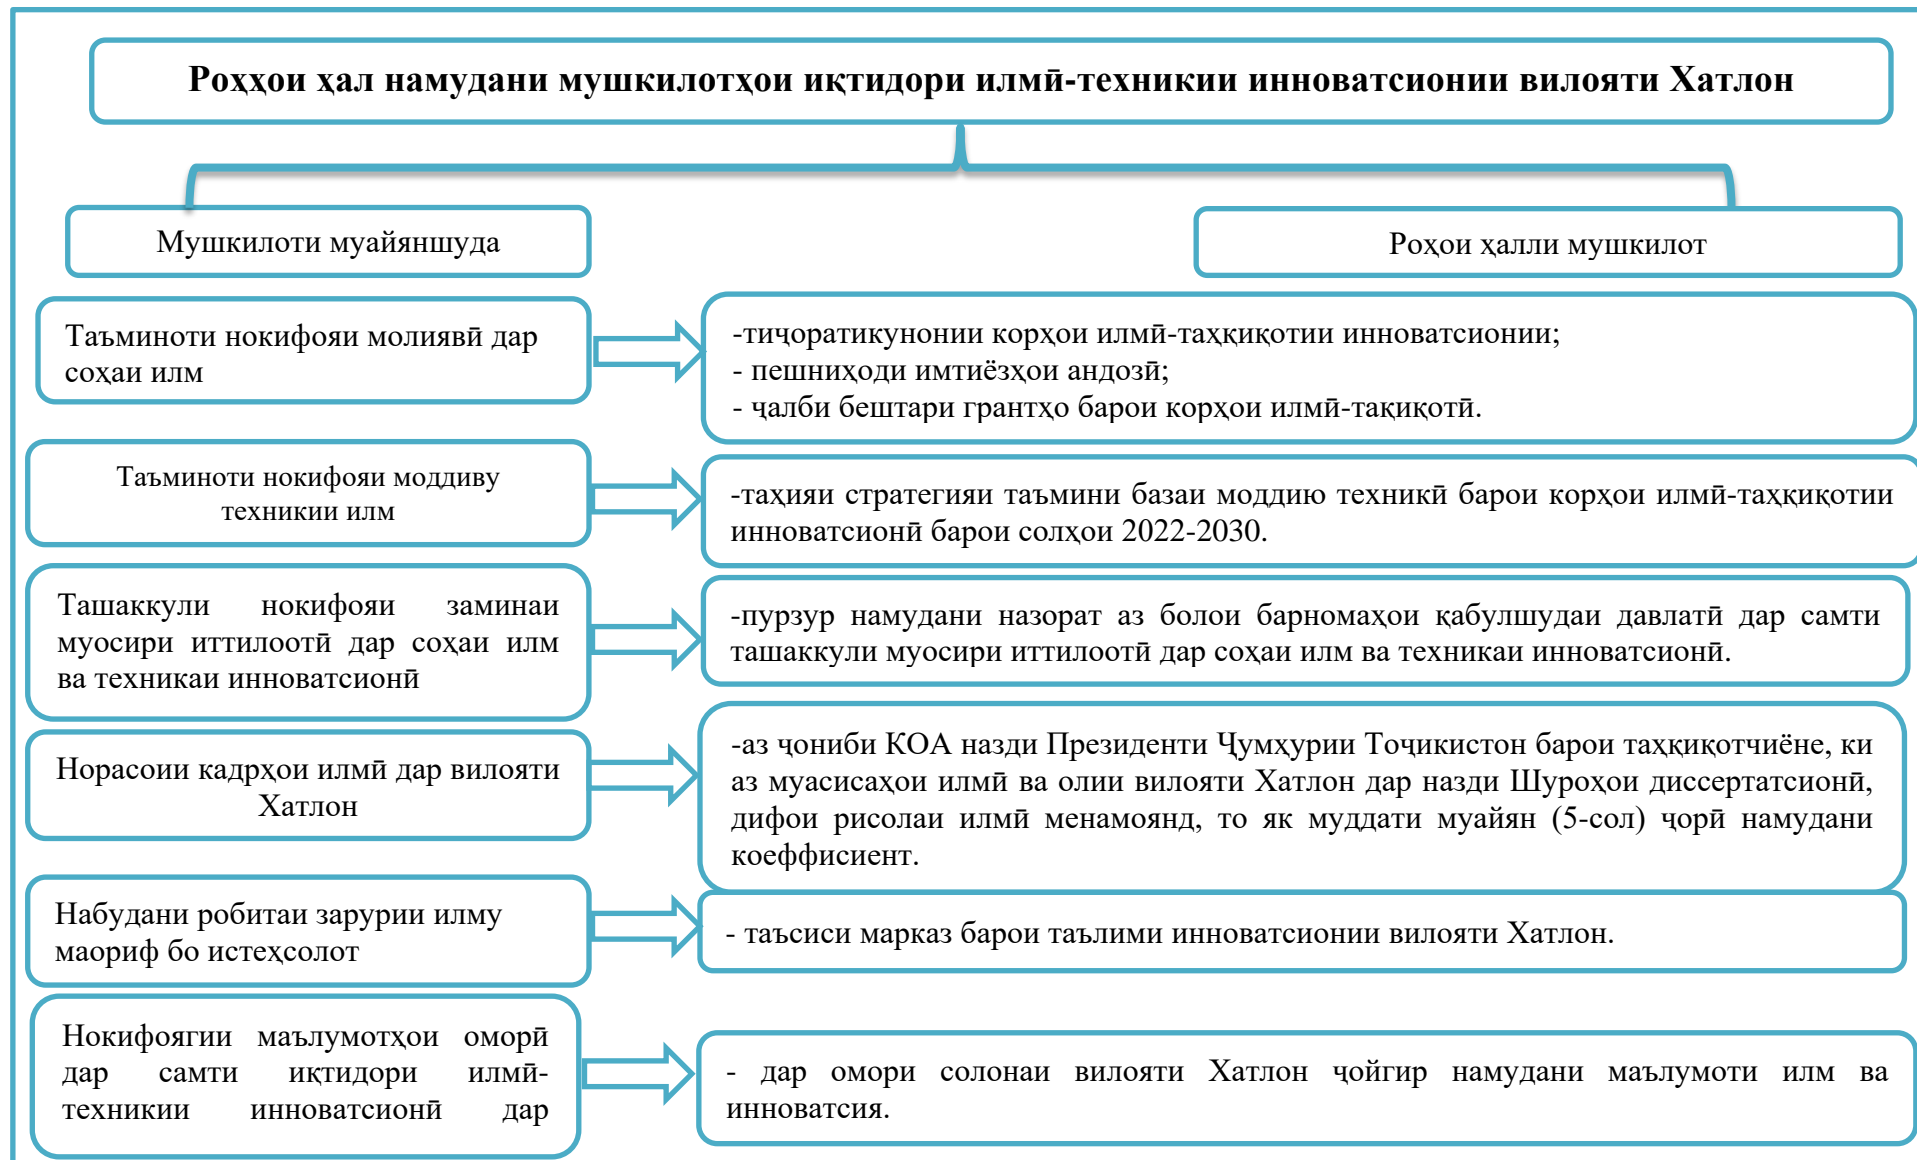 Роҳҳои ҳал намудани мушкилотҳои иқтидори илмӣ-техникии инноватсионии вилояти Хатлон
Мушкилоти муайяншуда
Роҳои ҳалли мушкилот
Таъминоти нокифояи молиявӣ дар
соҳаи илм
-тиҷоратикунонии корҳои илмӣ-таҳқиқотии инноватсионии;
- пешниҳоди имтиёзҳои андозӣ;
- ҷалби бештари грантҳо барои корҳои илмӣ-тақиқотӣ.
Таъминоти нокифояи моддиву
техникии илм
-таҳияи стратегияи таъмини базаи моддию техникӣ барои корҳои илмӣ-таҳқиқотии
инноватсионӣ барои солҳои 2022-2030.
Ташаккули нокифояи заминаи
муосири иттилоотӣ дар соҳаи илм
ва техникаи инноватсионӣ
-пурзур намудани назорат аз болои барномаҳои қабулшудаи давлатӣ дар самти
ташаккули муосири иттилоотӣ дар соҳаи илм ва техникаи инноватсионӣ.
Норасоии кадрҳои илмӣ дар вилояти
Хатлон
-аз ҷониби КОА назди Президенти Ҷумҳурии Тоҷикистон барои таҳқиқотчиёне, ки
аз муасисаҳои илмӣ ва олии вилояти Хатлон дар назди Шуроҳои диссертатсионӣ,
дифои рисолаи илмӣ менамоянд, то як муддати муайян (5-сол) ҷорӣ намудани
коеффисиент.
Набудани робитаи зарурии илму
маориф бо истеҳсолот
- таъсиси марказ барои таълими инноватсионии вилояти Хатлон.
Нокифоягии маълумотҳои оморӣ
дар самти иқтидори илмӣ-
техникии инноватсионӣ дар
- дар омори солонаи вилояти Хатлон ҷойгир намудани маълумоти илм ва
инноватсия.